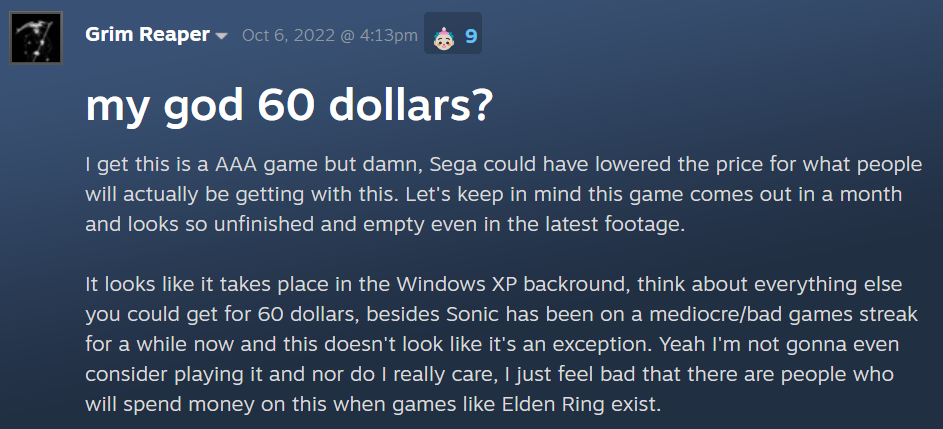 Grim Reaper Oct 6, 2022 @ 4:13pm 9
my god 60 dollars?
I get this is a AAA game but damn, Sega could have lowered the price for what people
will actually be getting with this. Let's keep in mind this game comes out in a month
and looks so unfinished and empty even in the latest footage.
It looks like it takes place in the Windows XP backround, think about everything else
you could get for 60 dollars, besides Sonic has been on a mediocre/bad games streak
for a while now and this doesn't look like it's an exception. Yeah I'm not gonna even
consider playing it and nor do I really care, I just feel bad that there are people who
will spend money on this when games like Elden Ring exist.